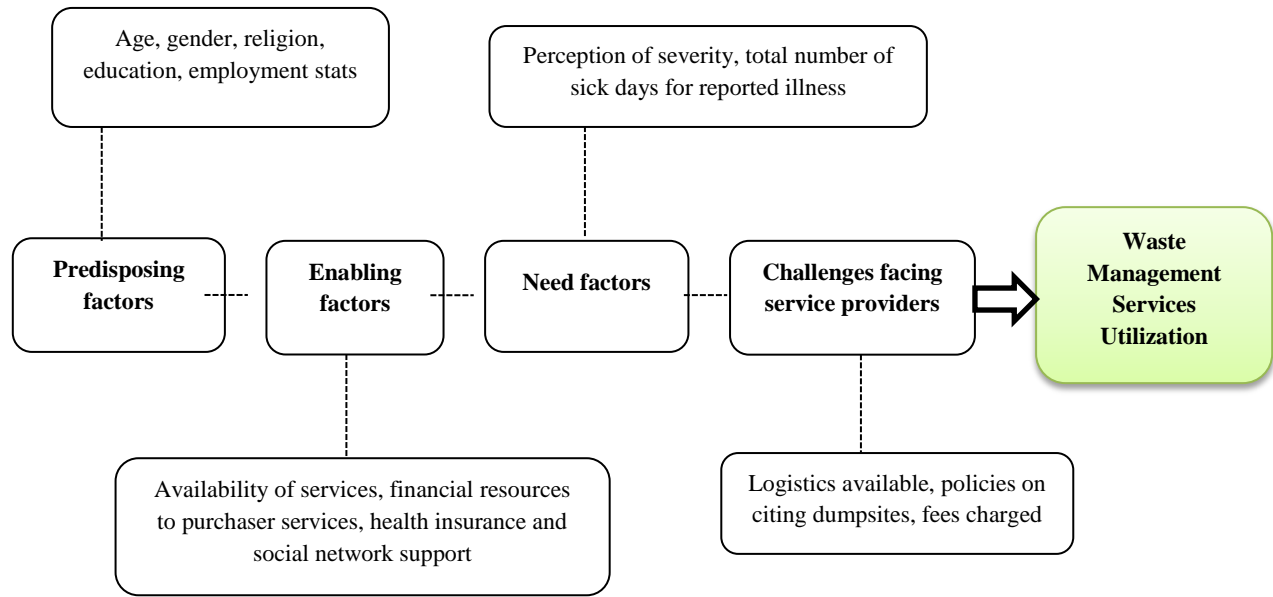 Age, gender, religion,
education, employment stats
Perception of severity, total number of
sick days for reported illness
Predisposing
factors
Enabling
factors
Need factors
Challenges facing
service providers
Waste
Management
Services
Utilization
Availability of services, financial resources
to purchaser services, health insurance and
social network support
Logistics available, policies on
citing dumpsites, fees charged